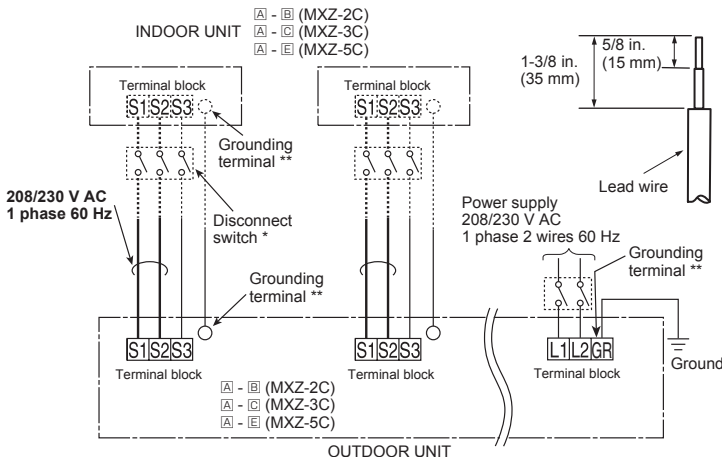 INDOOR UNIT
A - B (MXZ-2C)
A - C (MXZ-3C)
A - E (MXZ-5C)
5/8 in.
(15 mm)
1-3/8 in.
(35 mm)
Lead wire
Terminal block
S1 S2 S3
Grounding
terminal **
Disconnect
switch *
208/230 V AC
1 phase 60 Hz
Grounding
terminal **
Terminal block
S1 S2 S3
Power supply
208/230 V AC
1 phase 2 wires 60 Hz
Grounding
terminal **
S1 S2 S3
Terminal block
S1 S2 S3
Terminal block
L1 L2 GR
Terminal block
Ground
A - B (MXZ-2C)
A - C (MXZ-3C)
A - E (MXZ-5C)
OUTDOOR UNIT